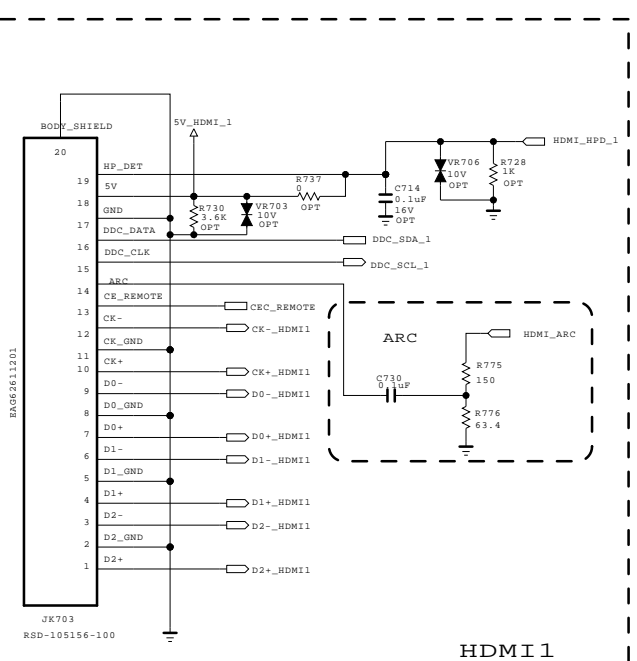 BODY_SHIELD
20
5V_HDMI_1
HP_DET
19
5V
18
GND
17
DDC_DATA
16
DDC_CLK
15
ARC
14
CE_REMOTE
13
CK-
12
CK_GND
11
CK+
10
D0-
9
D0_GND
8
D0+
7
D1-
6
D1_GND
5
D1+
4
D2-
3
D2_GND
2
D2+
1
EAG62611201
JK703
RSD-105156-100
R730
3.6K
OPT
VR703
10V
OPT
R737
0
OPT
C714
0.1uF
16V
OPT
VR706
10V
OPT
R728
1K
OPT
HDMI_HPD_1
DDC_SDA_1
DDC_SCL_1
CEC_REMOTE
CK-_HDMI1
CK+_HDMI1
D0-_HDMI1
D0+_HDMI1
D1-_HDMI1
D1+_HDMI1
D2-_HDMI1
D2+_HDMI1
ARC
HDMI_ARC
R775
150
C730
0.1uF
R776
63.4
HDMI1